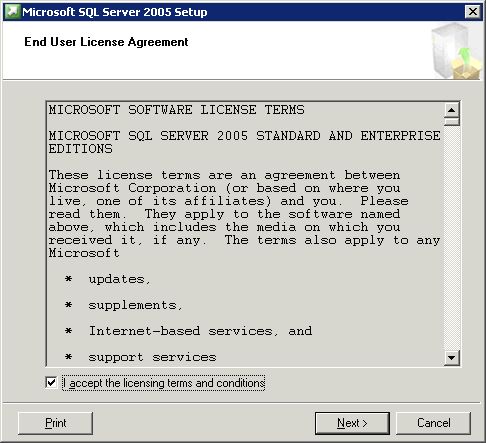 Microsoft SQL Server 2005 Setup
End User License Agreement
MICROSOFT SOFTWARE LICENSE TERMS
MICROSOFT SQL SERVER 2005 STANDARD AND ENTERPRISE
EDITIONS
These license terms are an agreement between
Microsoft Corporation (or based on where you
live, one of its affiliates) and you.  Please
read them.  They apply to the software named
above, which includes the media on which you
received it, if any.  The terms also apply to any
Microsoft
* updates,
* supplements,
* Internet-based services, and
* support services
I accept the licensing terms and conditions
Print
Next >
Cancel